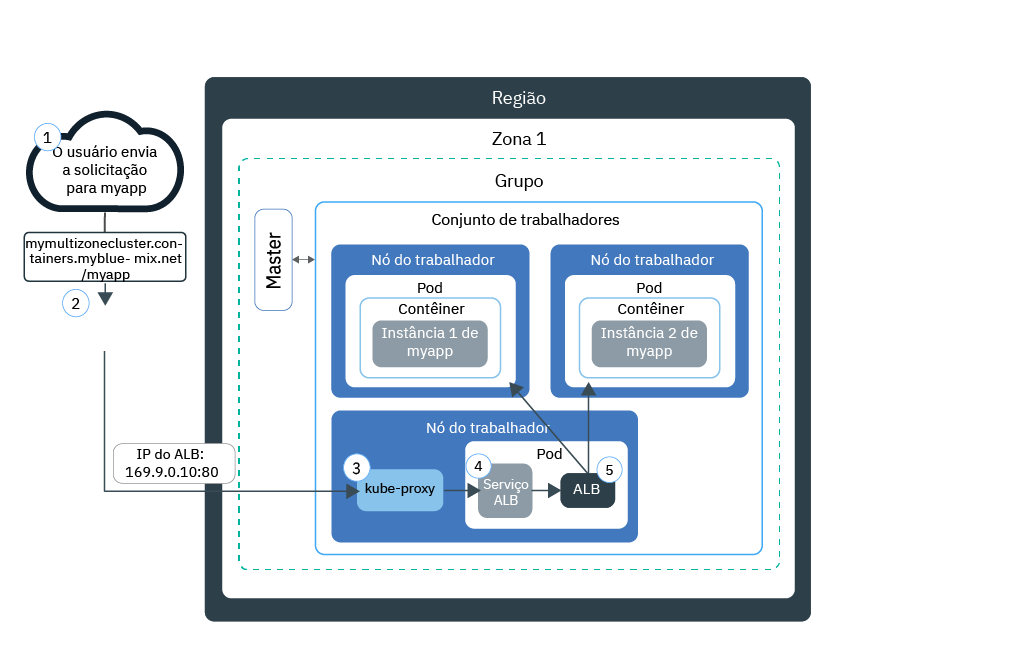 Região
Zona 1
Grupo
Conjunto de trabalhadores
1
O usuário envia
a solicitação
para myapp
mymultizonecluster.con-
tainers.myblue- mix.net
/myapp
2
Master
Nó do trabalhador
Pod
Contêiner
Instância 1 de
myapp
Nó do trabalhador
Pod
Contêiner
Instância 2 de
myapp
IP do ALB:
169.9.0.10:80
Nó do trabalhador
3
kube-proxy
Pod
4
Serviço
ALB
5
ALB